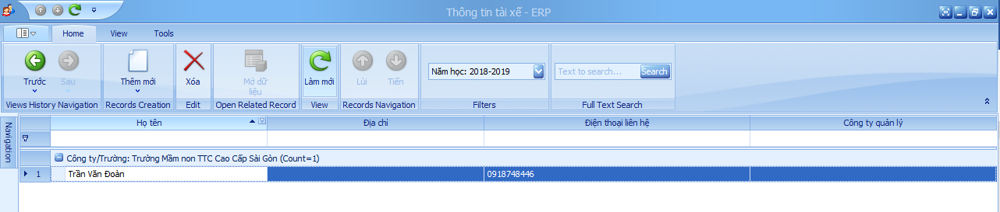 Thông tin tài xế - ERP
Home View Tools
Trước Sau Thêm mới Xóa Mở dữ liệu Làm mới Lùi Tiến
Năm học: 2018-2019
Text to search... Search
Views History Navigation Records Creation Edit Open Related Record View Records Navigation Filters Full Text Search
Navigation
Họ tên Địa chỉ Điện thoại liên hệ Công ty quản lý
Công ty/Trường: Trường Mầm non TTC Cao Cấp Sài Gòn (Count=1)
1 Trần Văn Đoàn 0918748446